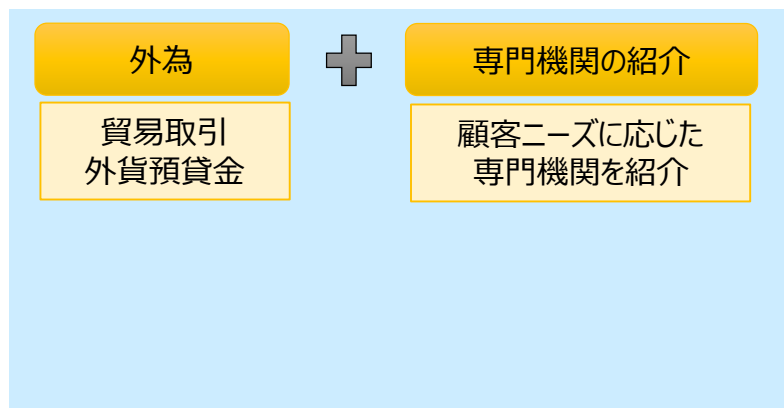 外為
専門機関の紹介
貿易取引
外貨預貸金
顧客ニーズに応じた
専門機関を紹介